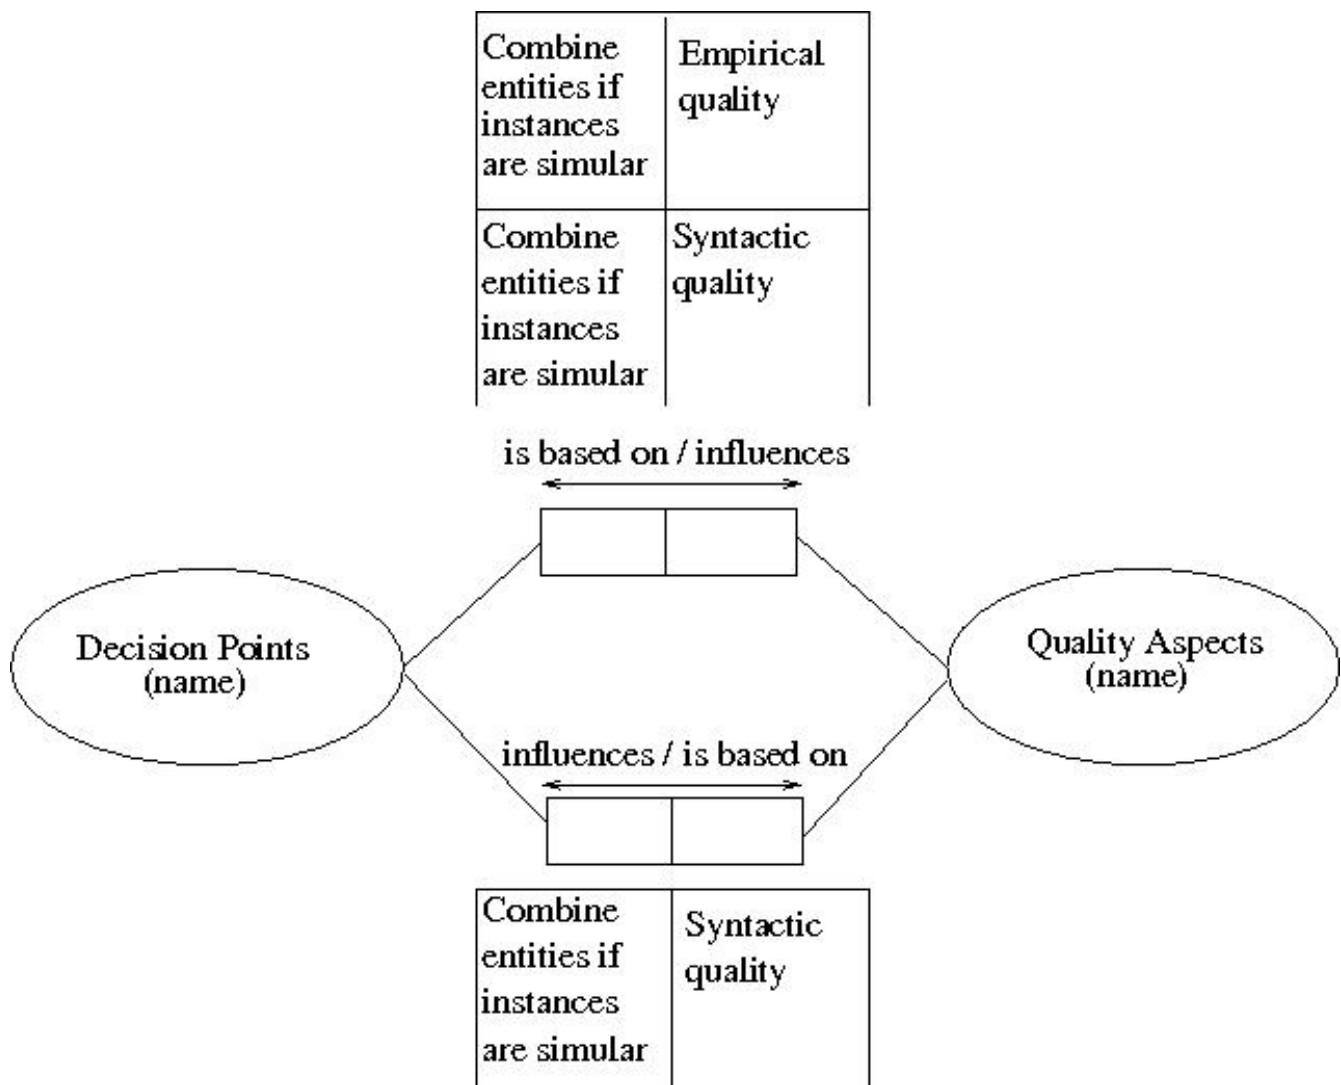 Combine
entities if
instances
are simular
Empirical
quality
Combine
entities if
instances
are simular
Syntactic
quality
is based on / influences
Decision Points
(name)
Quality Aspects
(name)
influences / is based on
Combine
entities if
instances
are simular
Syntactic
quality